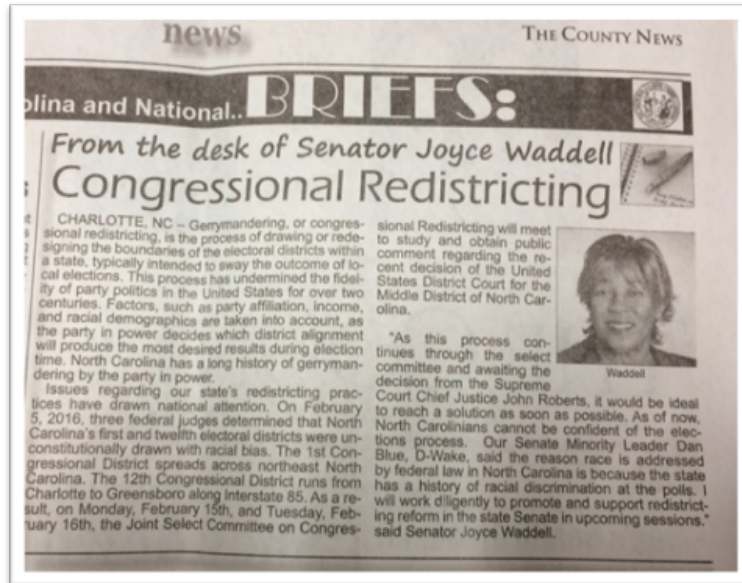 news
THE COUNTY NEWS
olina and National.. BRIEFS:
From the desk of Senator Joyce Waddell
Congressional Redistricting
CHARLOTTE, NC – Gerrymandering, or congres-
sional redistricting, is the process of drawing or rede-
signing the boundaries of the electoral districts within
a state, typically intended to sway the outcome of lo-
cal elections. This process has undermined the fidel-
ity of party politics in the United States for over two
centuries. Factors, such as party affiliation, income,
and racial demographics are taken into account, as
the party in power decides which district alignment
will produce the most desired results during election
time. North Carolina has a long history of gerryman-
dering by the party in power.
Issues regarding our state's redistricting prac-
tices have drawn national attention. On February
5, 2016, three federal judges determined that North
Carolina's first and twelfth electoral districts were un-
constitutionally drawn with racial bias. The 1st Con-
gressional District spreads across northeast North
Carolina. The 12th Congressional District runs from
Charlotte to Greensboro along Interstate 85. As a re-
sult, on Monday, February 15th, and Tuesday, Feb-
uary 16th, the Joint Select Committee on Congres-
sional Redistricting will meet
to study and obtain public
comment regarding the re-
cent decision of the United
States District Court for the
Middle District of North Car-
olina.
"As this process con-
tinues through the select
committee and awaiting the
decision from the Supreme
Court Chief Justice John Roberts, it would be ideal
to reach a solution as soon as possible. As of now,
North Carolinians cannot be confident of the elec-
tions process. Our Senate Minority Leader Dan
Blue, D-Wake, said the reason race is addressed
by federal law in North Carolina is because the state
has a history of racial discrimination at the polls. I
will work diligently to promote and support redistrict-
ing reform in the state Senate in upcoming sessions."
said Senator Joyce Waddell.
Waddell